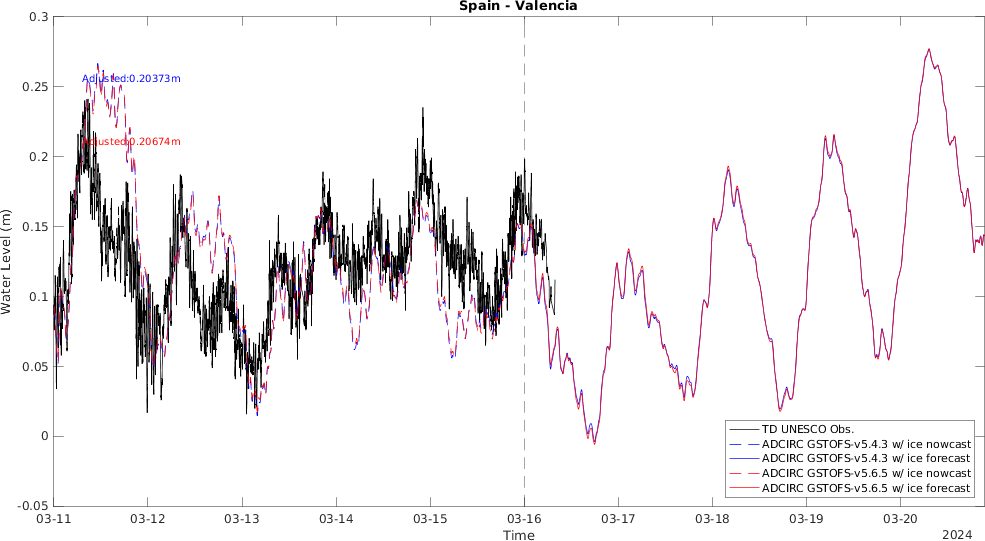 Spain - Valencia
0.3
0.25
0.2
0.15
0.1
0.05
0
-0.05
Water Level (m)
Adjusted:0.20373m
Adjusted:0.20674m
03-11
03-12
03-13
03-14
03-15
03-16
03-17
03-18
03-19
03-20
Time
2024
TD UNESCO Obs.
ADCIRC GSTOFS-v5.4.3 w/ ice nowcast
ADCIRC GSTOFS-v5.4.3 w/ ice forecast
ADCIRC GSTOFS-v5.6.5 w/ ice nowcast
ADCIRC GSTOFS-v5.6.5 w/ ice forecast